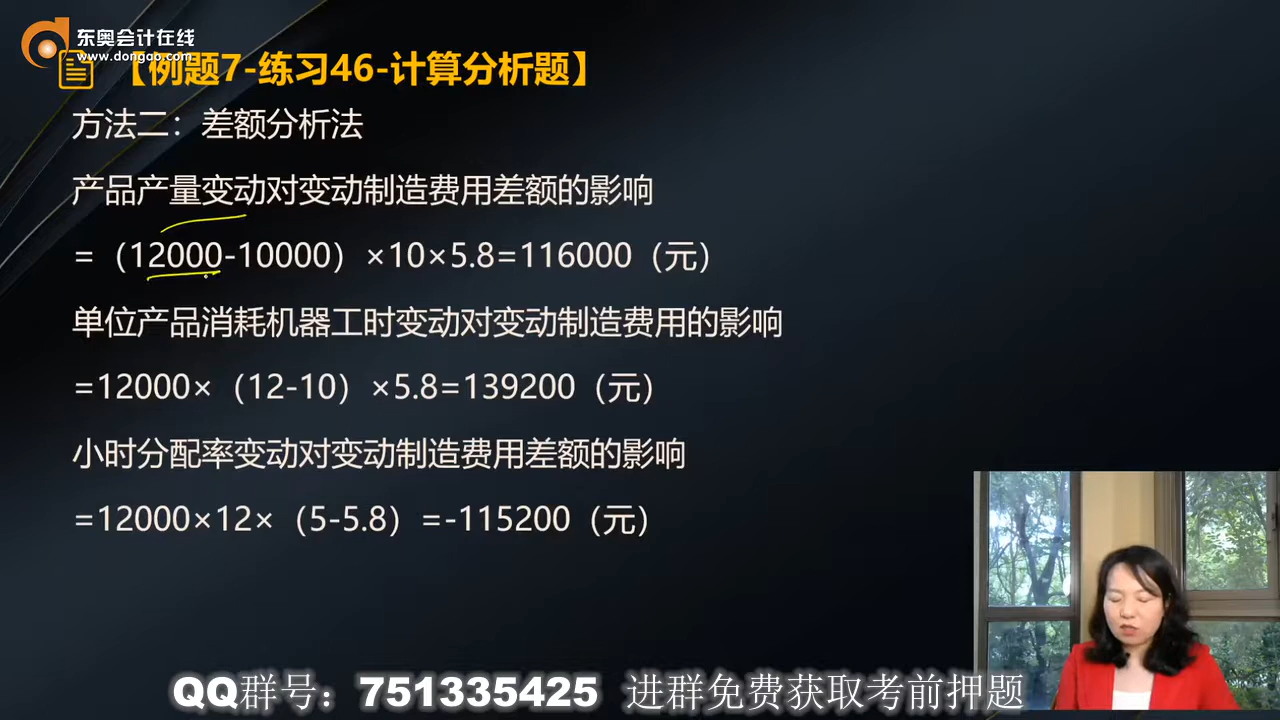 东奥会计在线
www.dongao.com
【例题7-练习46-计算分析题】
方法二：差额分析法
产品产量变动对变动制造费用差额的影响
=（12000-10000）×10×5.8=116000（元）
单位产品消耗机器工时变动对变动制造费用的影响
=12000×（12-10）×5.8=139200（元）
小时分配率变动对变动制造费用差额的影响
=12000×12×（5-5.8）=-115200（元）
QQ群号：751335425 进群免费获取考前押题